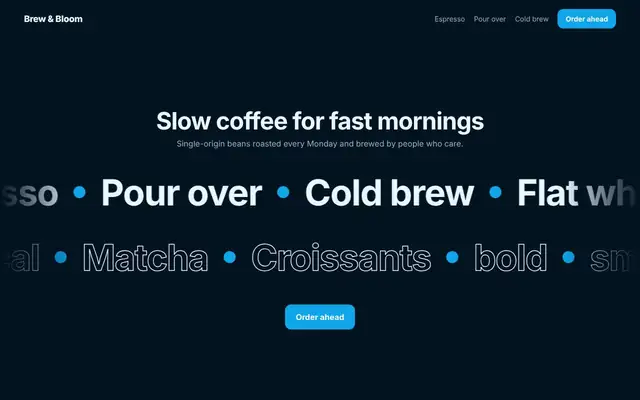 Brew & Bloom
Espresso Pour over Cold brew Order ahead
Slow coffee for fast mornings
Single-origin beans roasted every Monday and brewed by people who care.
sso • Pour over • Cold brew • Flat wh
al • Matcha • Croissants • bold • sm
Order ahead